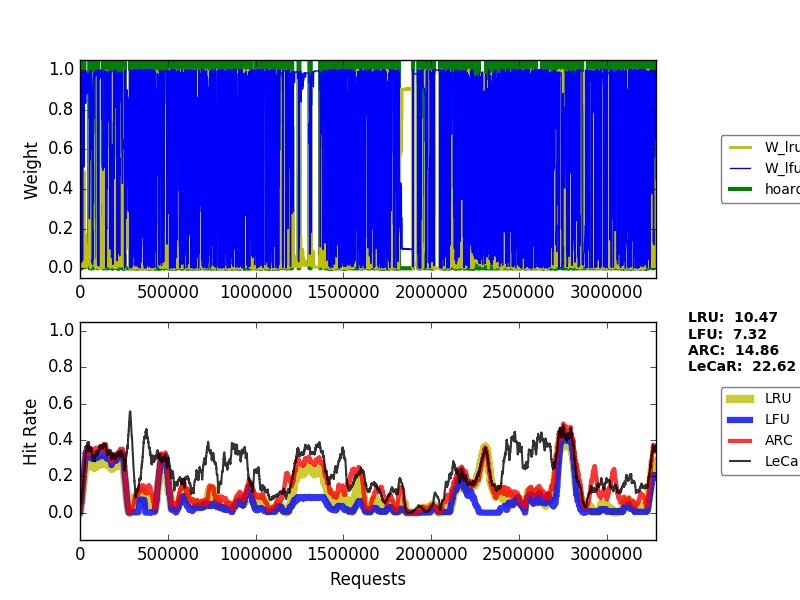 1.0
0.8
0.6
0.4
0.2
0.0
Weight
0 500000 1000000 1500000 2000000 2500000 3000000
W_lru
W_lfu
hoard
LRU: 10.47
LFU: 7.32
ARC: 14.86
LeCaR: 22.62
1.0
0.8
0.6
0.4
0.2
0.0
Hit Rate
0 500000 1000000 1500000 2000000 2500000 3000000
Requests
LRU
LFU
ARC
LeCa